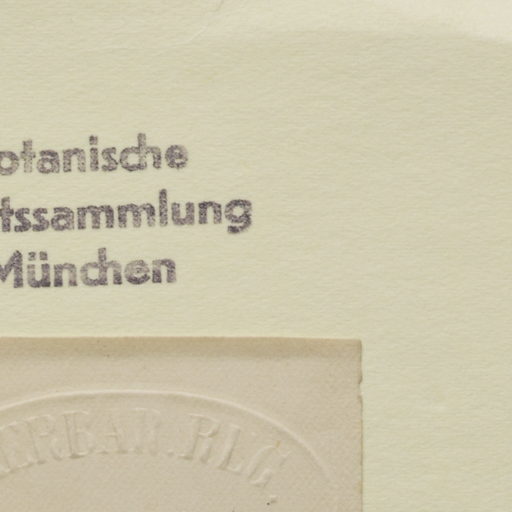 otanische
tssammlung
München
ERBAR. RLG.